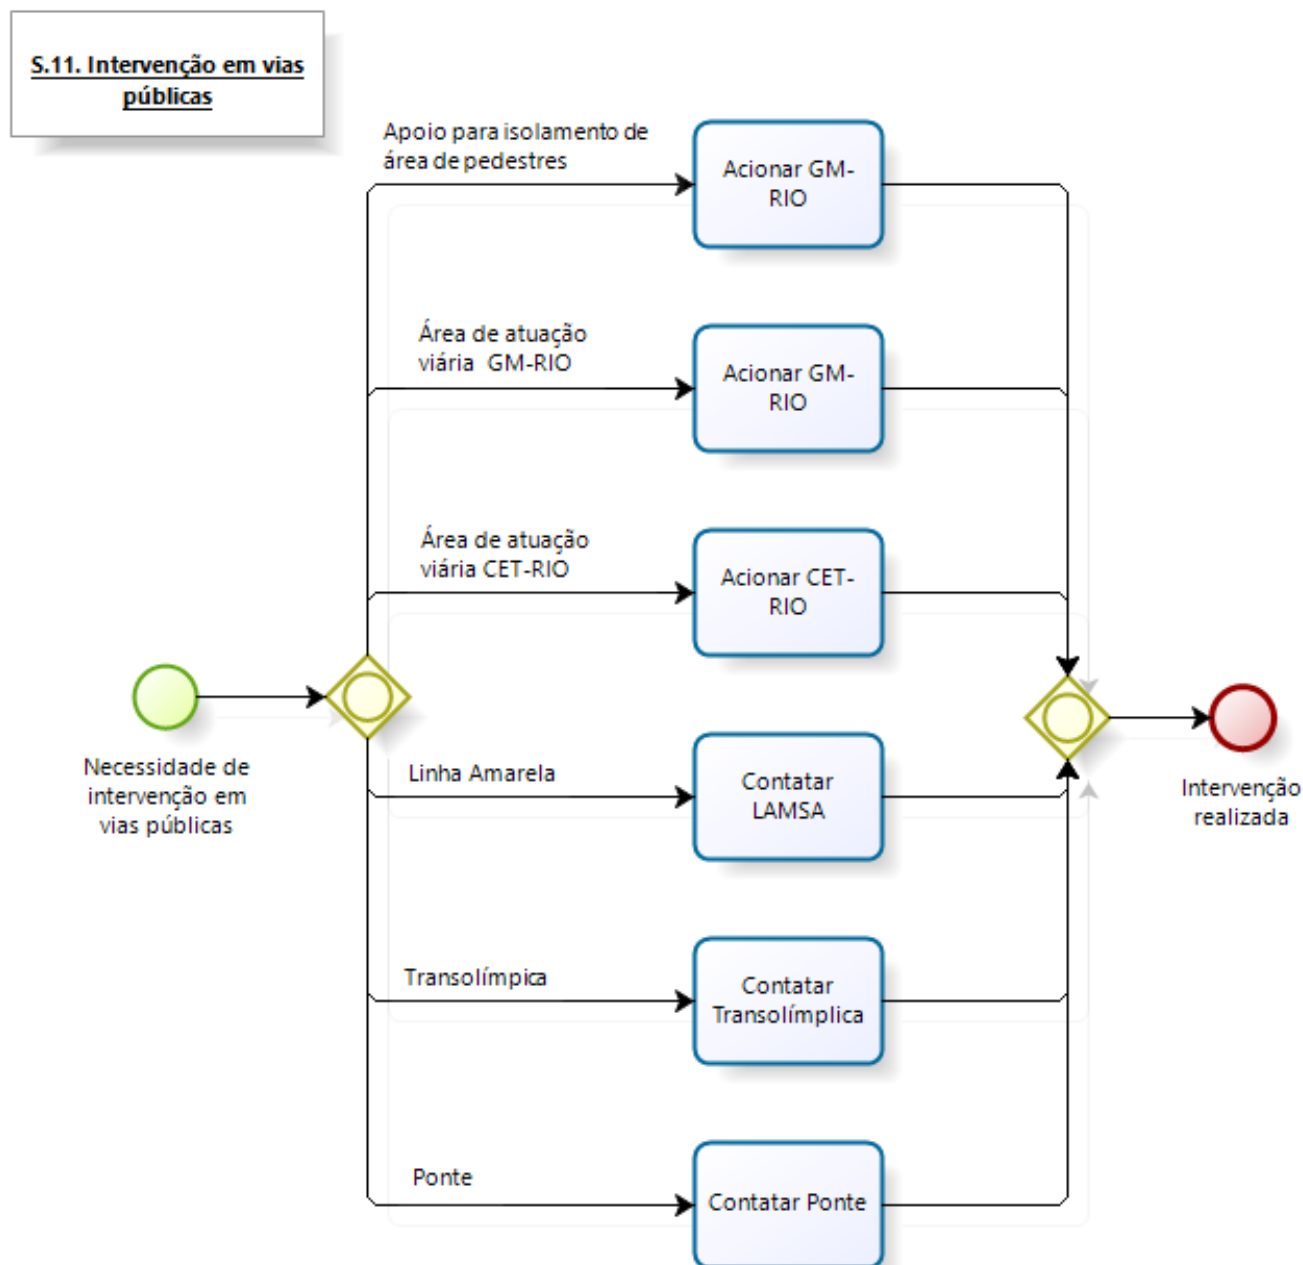 S.11. Intervenção em vias
públicas
Apoio para isolamento de
área de pedestres
Acionar GM-
RIO
Área de atuação
viária  GM-RIO
Acionar GM-
RIO
Área de atuação
viária CET-RIO
Acionar CET-
RIO
Necessidade de
intervenção em
vias públicas
Linha Amarela
Contatar
LAMSA
Intervenção
realizada
Transolímpica
Contatar
Transolímplica
Ponte
Contatar Ponte